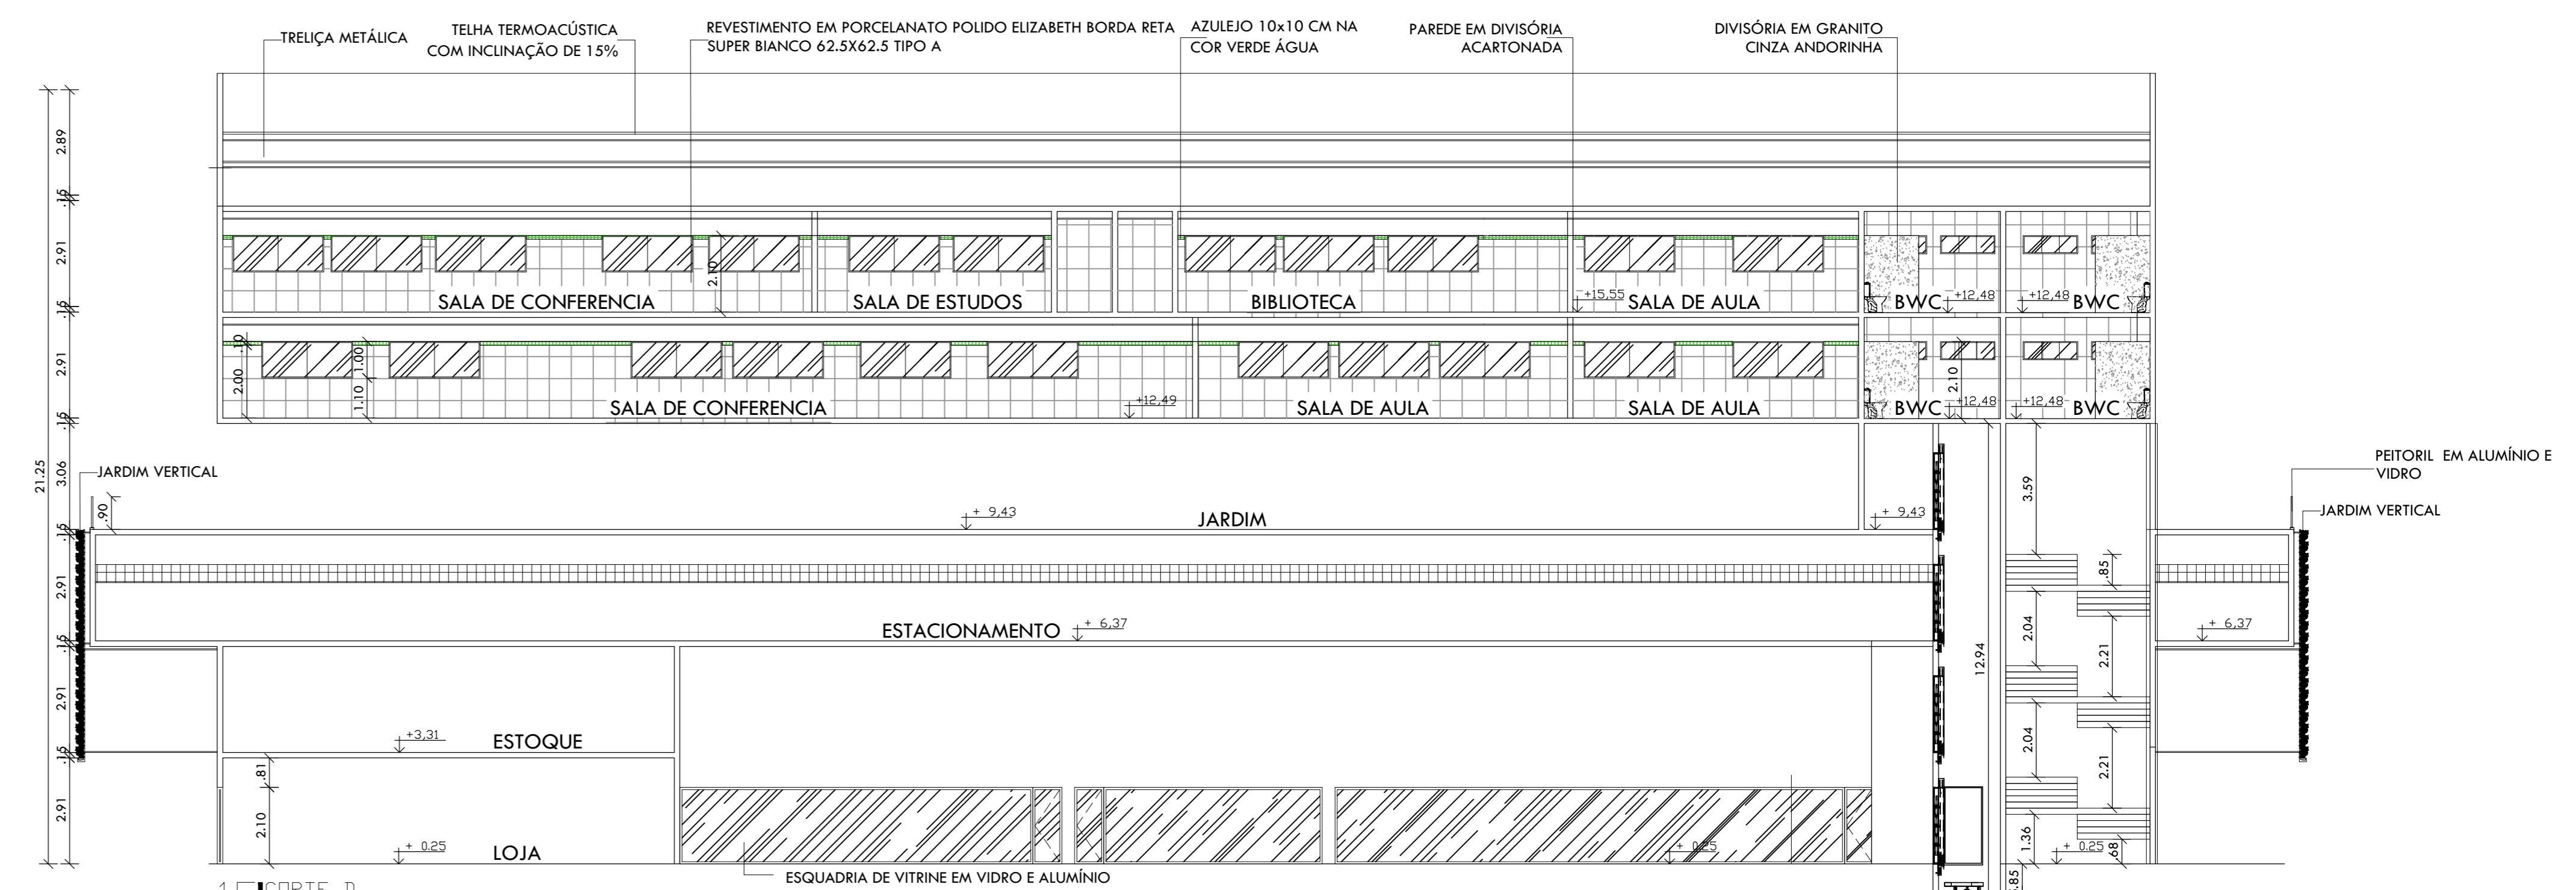 TRELIÇA METÁLICA
TELHA TERMOACÚSTICA
COM INCLINAÇÃO DE 15%
REVESTIMENTO EM PORCELANATO POLIDO ELIZABETH BORDA RETA
SUPER BIANCO 62.5X62.5 TIPO A
AZULEJO 10x10 CM NA
COR VERDE ÁGUA
PAREDE EM DIVISÓRIA
ACARTONADA
DIVISÓRIA EM GRANITO
CINZA ANDORINHA
21.25
2.89
.15
2.91
.15
2.91
.15
3.06
.15
2.91
.15
2.91
.15
2.91
2.10
SALA DE CONFERENCIA
SALA DE ESTUDOS
BIBLIOTECA
+15,55
SALA DE AULA
BWC
+12,48
+12,48
BWC
.10
2.00
1.00
1.10
SALA DE CONFERENCIA
+12,49
SALA DE AULA
SALA DE AULA
BWC
2.10
+12,48
+12,48
BWC
JARDIM VERTICAL
.90
+ 9,43
JARDIM
+ 9,43
3.59
PEITORIL EM ALUMÍNIO E
VIDRO
JARDIM VERTICAL
.85
ESTACIONAMENTO
+ 6,37
12.94
2.04
2.21
+ 6,37
+3,31
ESTOQUE
2.04
2.21
.81
2.10
+ 0.25
LOJA
+ 0.25
1.36
+ 0.25
.68
ESQUADRIA DE VITRINE EM VIDRO E ALUMÍNIO
.85
CORTE D